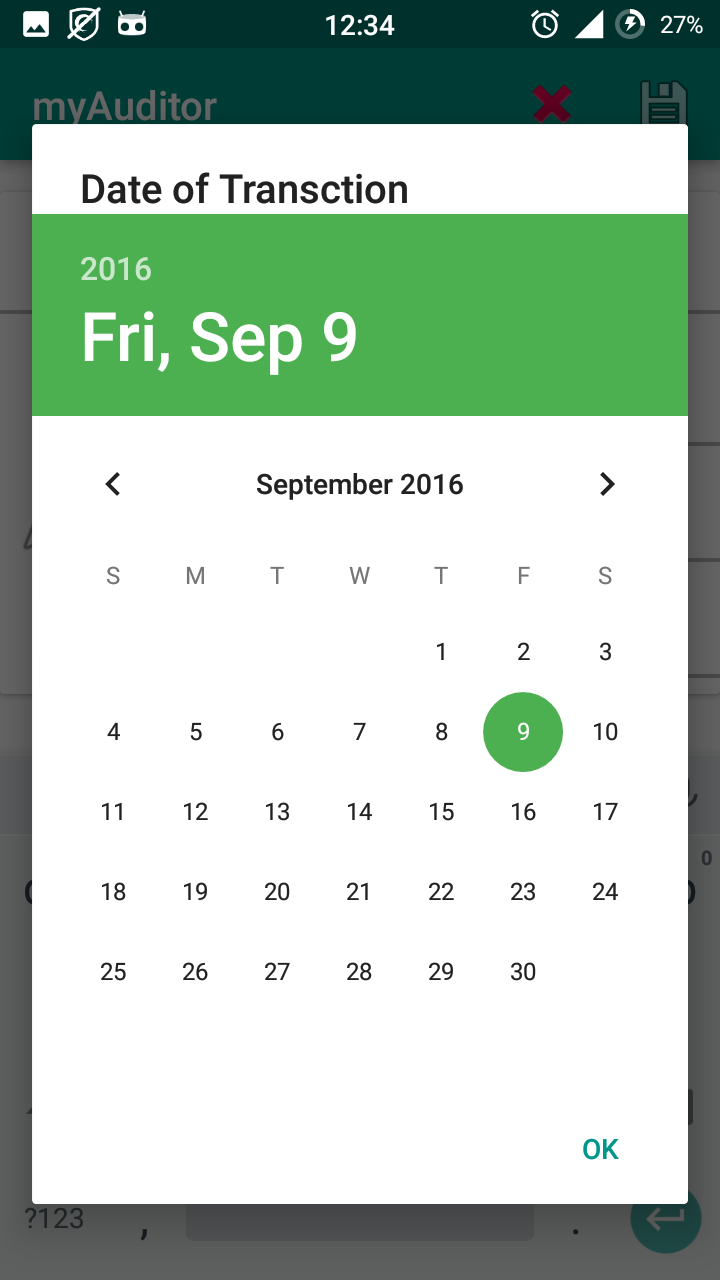 12:34
27%
myAuditor
Date of Transction
2016
Fri, Sep 9
September 2016
S M T W T F S
1 2 3
4 5 6 7 8 9 10
11 12 13 14 15 16 17
0
18 19 20 21 22 23 24
25 26 27 28 29 30
OK
?123 , .